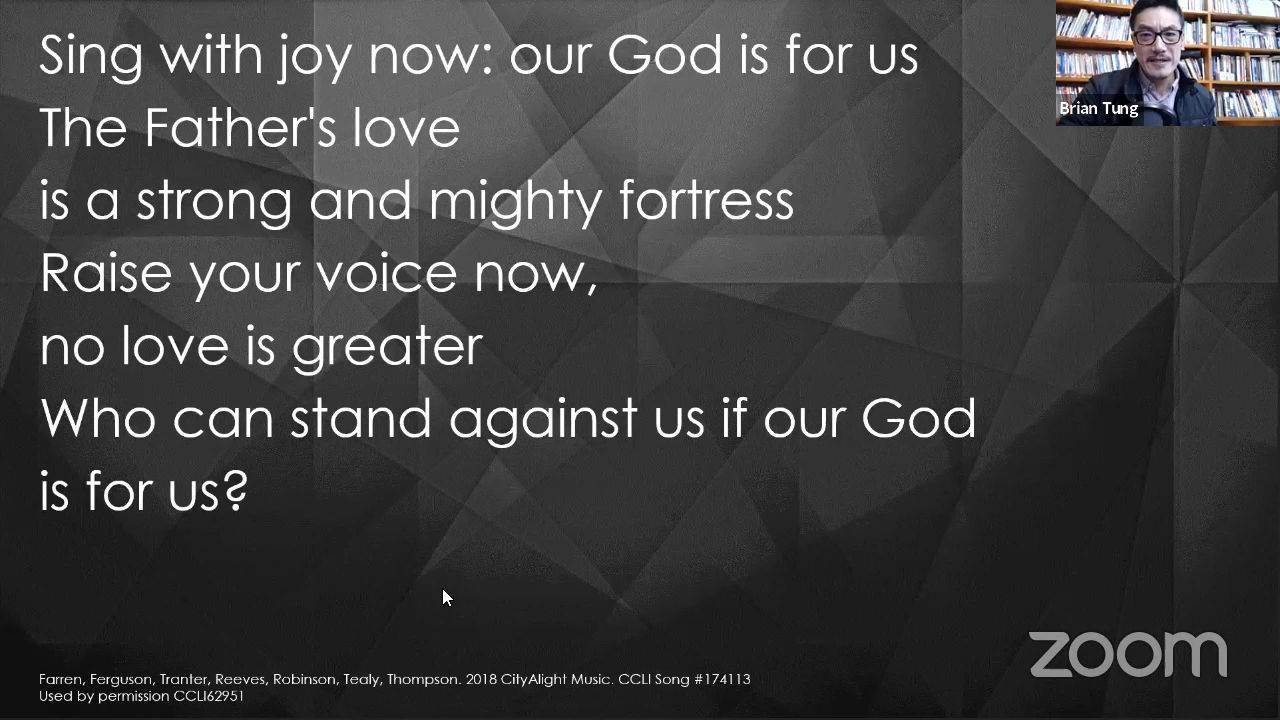 Sing with joy now: our God is for us
The Father's love
is a strong and mighty fortress
Raise your voice now,
no love is greater
Who can stand against us if our God
is for us?
Brian Tung
zoom
Farren, Ferguson, Tranter, Reeves, Robinson, Tealy, Thompson. 2018 CityAlight Music. CCLI Song #174113
Used by permission CCLI62951